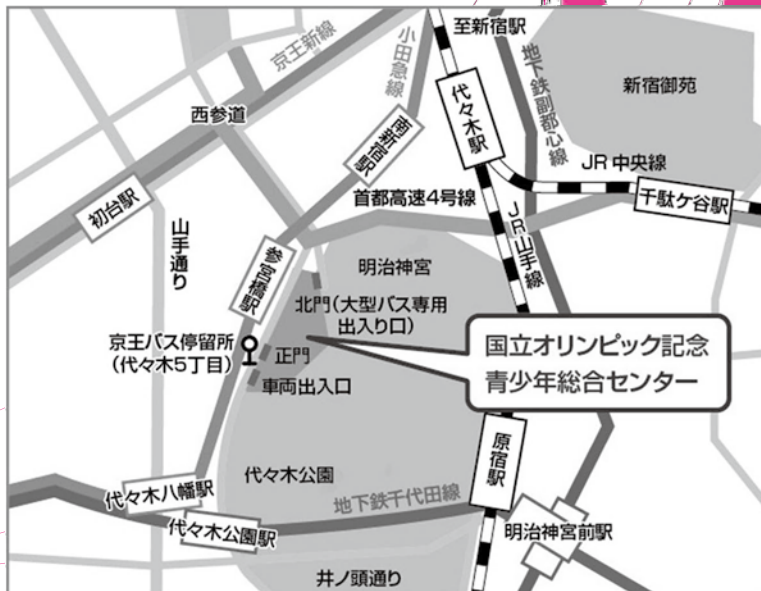 至新宿駅
京王新線
小田急線
地下鉄副都心線
新宿御苑
代々木駅
西参道
南新宿駅
JR中央線
千駄ケ谷駅
首都高速4号線
初台駅
山手通り
JR山手線
参宮橋駅
明治神宮
北門(大型バス専用
出入り口)
京王バス停留所
(代々木5丁目)
正門
車両出入口
国立オリンピック記念
青少年総合センター
原宿駅
代々木公園
代々木八幡駅
地下鉄千代田線
代々木公園駅
明治神宮前駅
井ノ頭通り